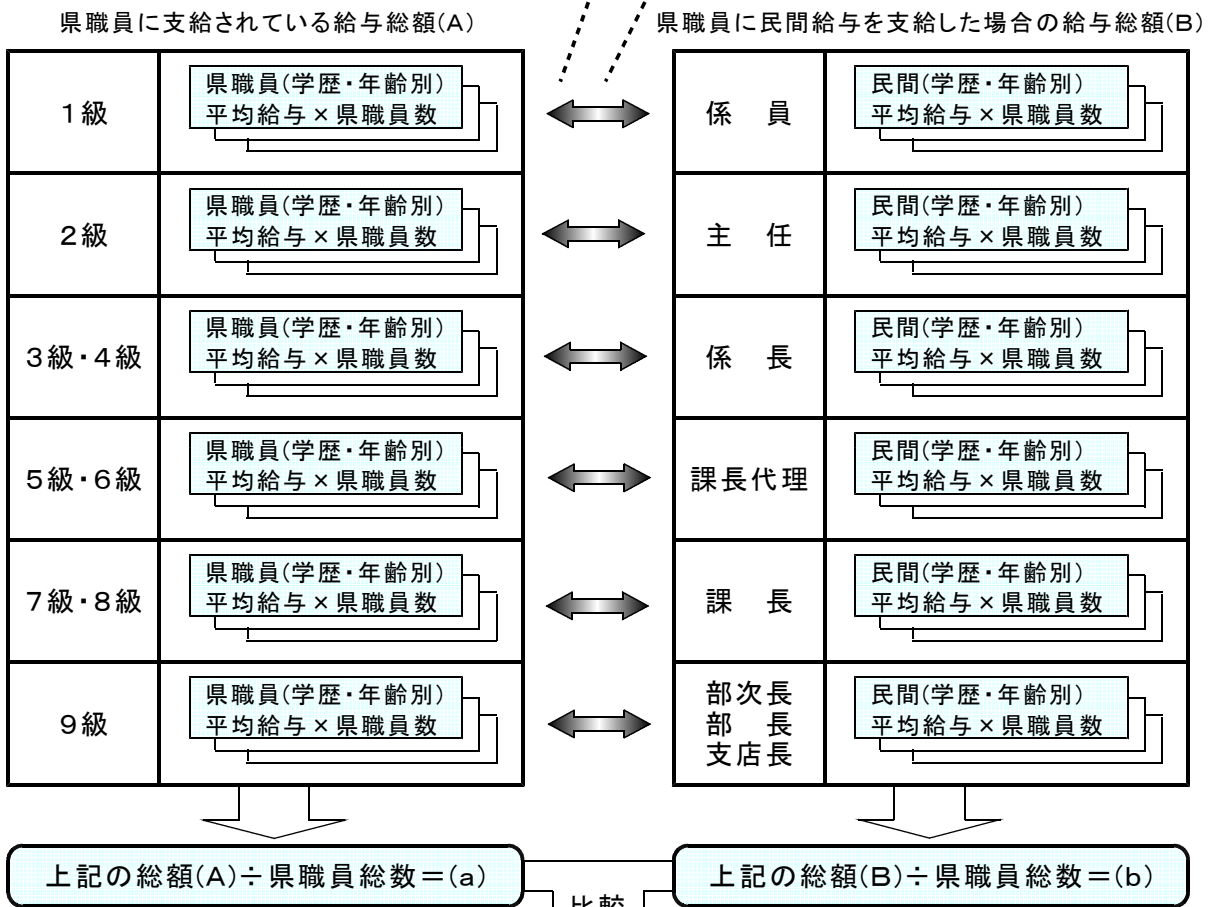 県職員に支給されている給与総額(A)
県職員に民間給与を支給した場合の給与総額(B)
1級
県職員(学歴・年齢別)
平均給与×県職員数
係　員
民間(学歴・年齢別)
平均給与×県職員数
2級
県職員(学歴・年齢別)
平均給与×県職員数
主　任
民間(学歴・年齢別)
平均給与×県職員数
3級・4級
県職員(学歴・年齢別)
平均給与×県職員数
係　長
民間(学歴・年齢別)
平均給与×県職員数
5級・6級
県職員(学歴・年齢別)
平均給与×県職員数
課長代理
民間(学歴・年齢別)
平均給与×県職員数
7級・8級
県職員(学歴・年齢別)
平均給与×県職員数
課　長
民間(学歴・年齢別)
平均給与×県職員数
9級
県職員(学歴・年齢別)
平均給与×県職員数
部次長
部　長
支店長
民間(学歴・年齢別)
平均給与×県職員数
上記の総額(A)÷県職員総数＝(a)
上記の総額(B)÷県職員総数＝(b)
比較